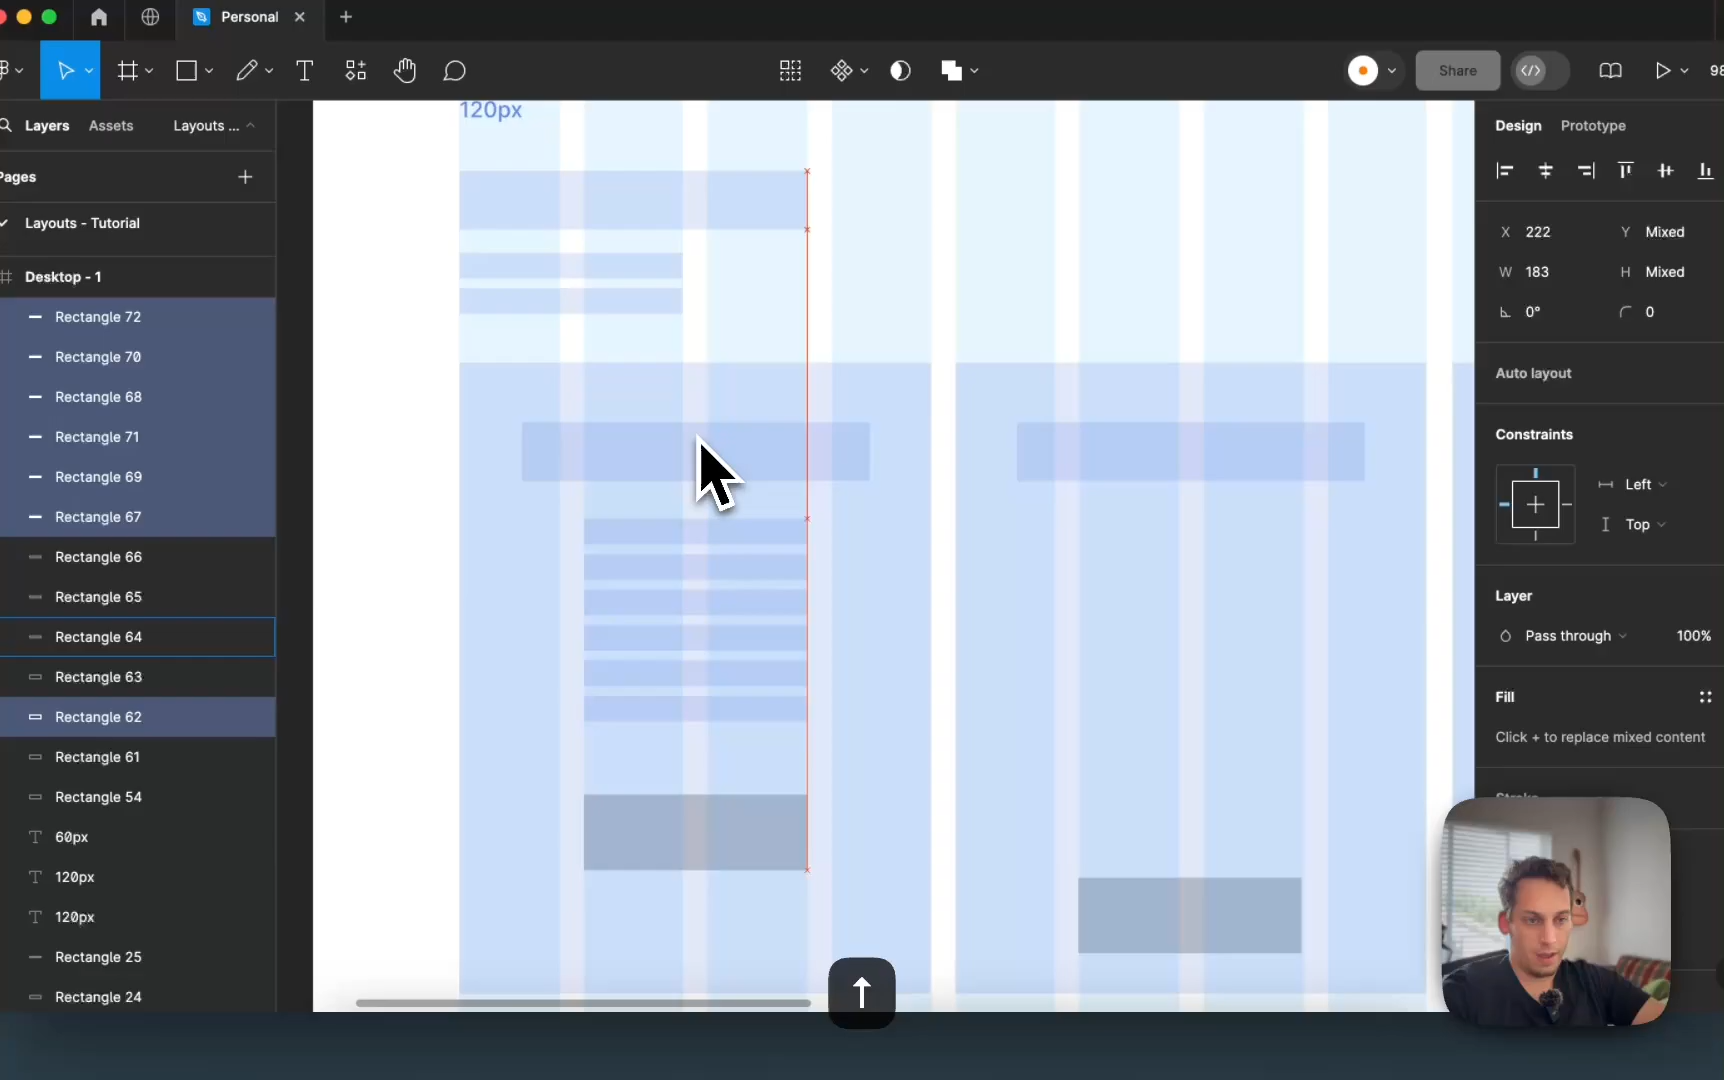 Personal
Share
98
Layers
Assets
Layouts ...
Pages
Layouts - Tutorial
Desktop - 1
Rectangle 72
Rectangle 70
Rectangle 68
Rectangle 71
Rectangle 69
Rectangle 67
Rectangle 66
Rectangle 65
Rectangle 64
Rectangle 63
Rectangle 62
Rectangle 61
Rectangle 54
60px
120px
120px
Rectangle 25
Rectangle 24
120px
Design
Prototype
X 222
Y Mixed
W 183
H Mixed
0°
0
Auto layout
Constraints
Left
Top
Layer
Pass through
100%
Fill
Click + to replace mixed content